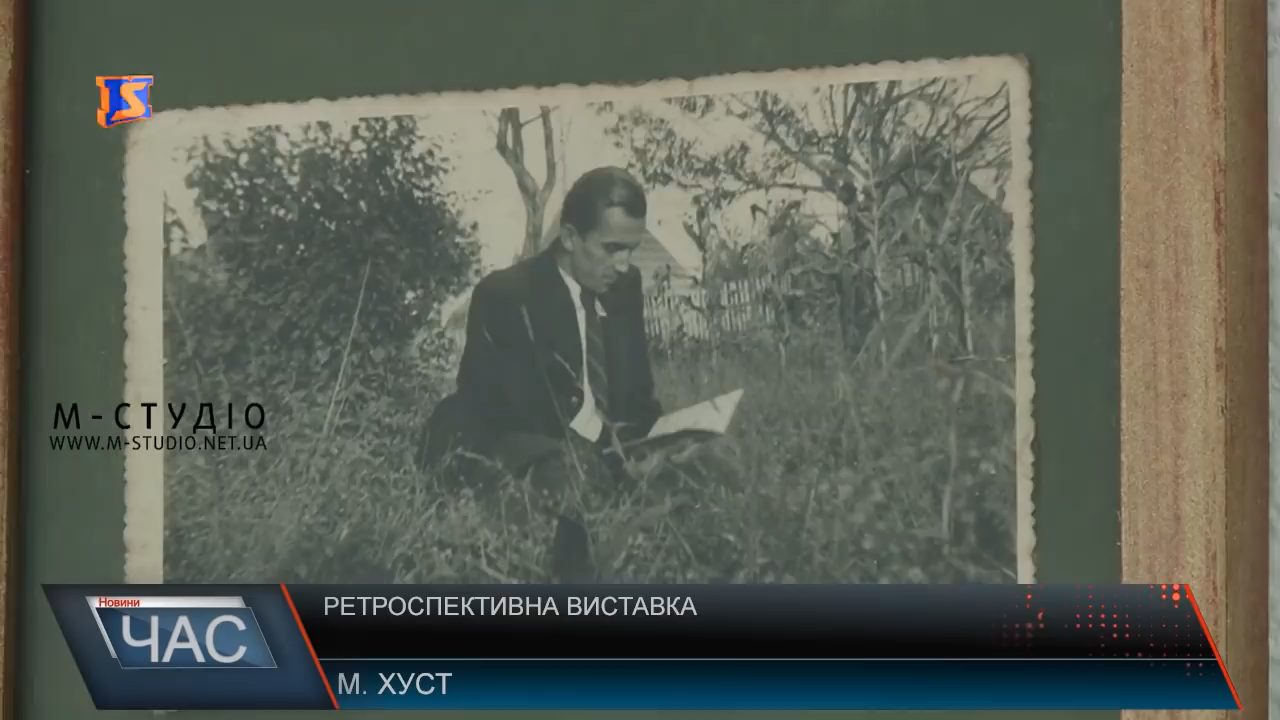 М-СТУДІО
WWW.M-STUDIO.NET.UA
Новини
ЧАС
РЕТРОСПЕКТИВНА ВИСТАВКА
М. ХУСТ